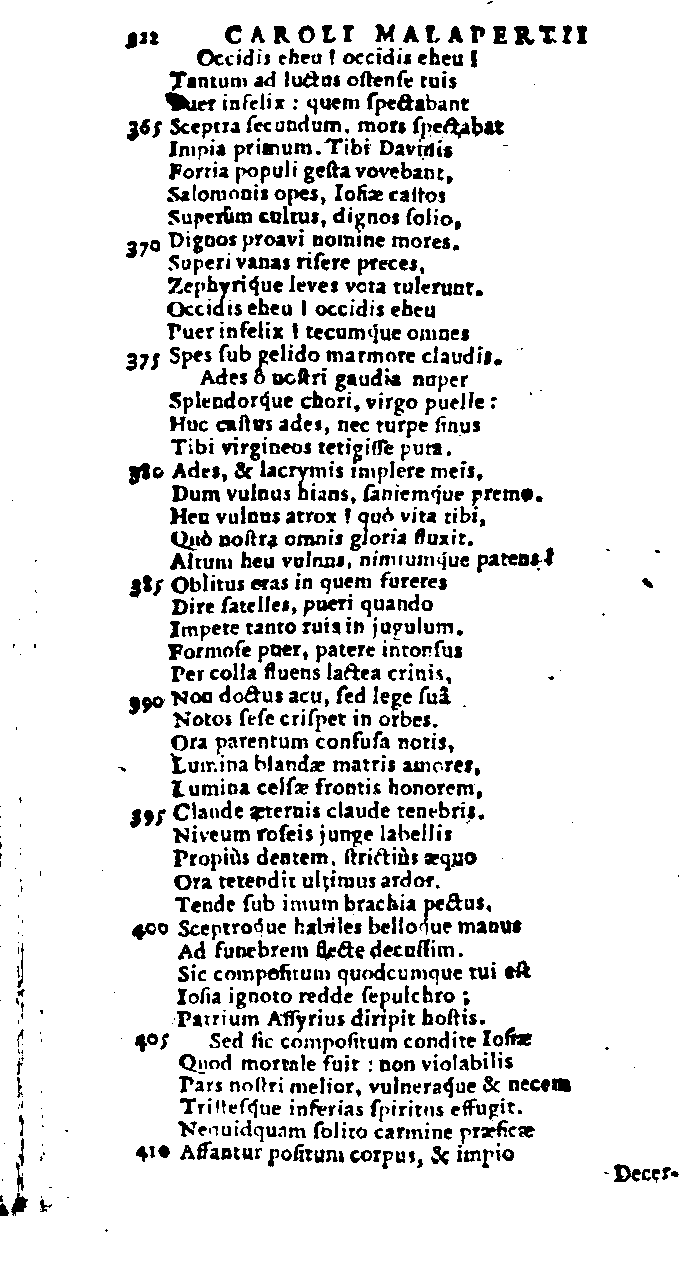 322 CAROLI MALAPERTII
Occidis eheu ! occidis eheu !
Tantum ad luctus ostense tuis
Puer infelix : quem spectabant
365 Sceptra secundum, mors spectabat
Impia primum. Tibi Davidis
Fortia populi gesta vovebant,
Salomonis opes, Iosiæ castos
Superûm cultus, dignos solio,
370 Dignos proavi nomine mores.
Superi vanas risere preces,
Zephyrique leves vota tulerunt.
Occidis eheu ! occidis eheu
Puer infelix ! tecumque omnes
375 Spes sub gelido marmore claudis.
Ades ô nostri gaudia nuper
Splendorque chori, virgo puelle :
Huc castus ades, nec turpe sinus
Tibi virgineos tetigisse puta.
380 Ades, & lacrymis implere meis,
Dum vulnus hians, saniemque premo.
Heu vulnus atrox ! quò vita tibi,
Quò nostra omnis gloria fluxit.
Altum heu vulnus, nimiumque patens !
385 Oblitus eras in quem fureres
Dire satelles, pueri quando
Impete tanto ruis in jugulum.
Formose puer, patere intonsus
Per colla fluens lactea crinis,
390 Non doctus acu, sed lege suâ
Notos sese crispet in orbes.
Ora parentum confusa notis,
Lumina blandæ matris amores,
Lumina celsæ frontis honorem,
395 Claude æternis claude tenebris.
Niveum roseis junge labellis
Propiùs dentem, strictiùs æquo
Ora tetendit ultimus ardor.
Tende sub imum brachia pectus,
400 Sceptroque habiles belloque manus
Ad funebrem flecte decussim.
Sic compositum quodcumque tui est
Iosia ignoto redde sepulchro ;
Patrium Assyrius diripit hostis.
405 Sed sic compositum condite Iosiæ
Quod mortale fuit : non violabilis
Pars nostri melior, vulneraque & necem
Tristesque inferias spiritus effugit.
Nequidquam solito carmine præficæ
410 Affantur positum corpus, & impio
Decer-